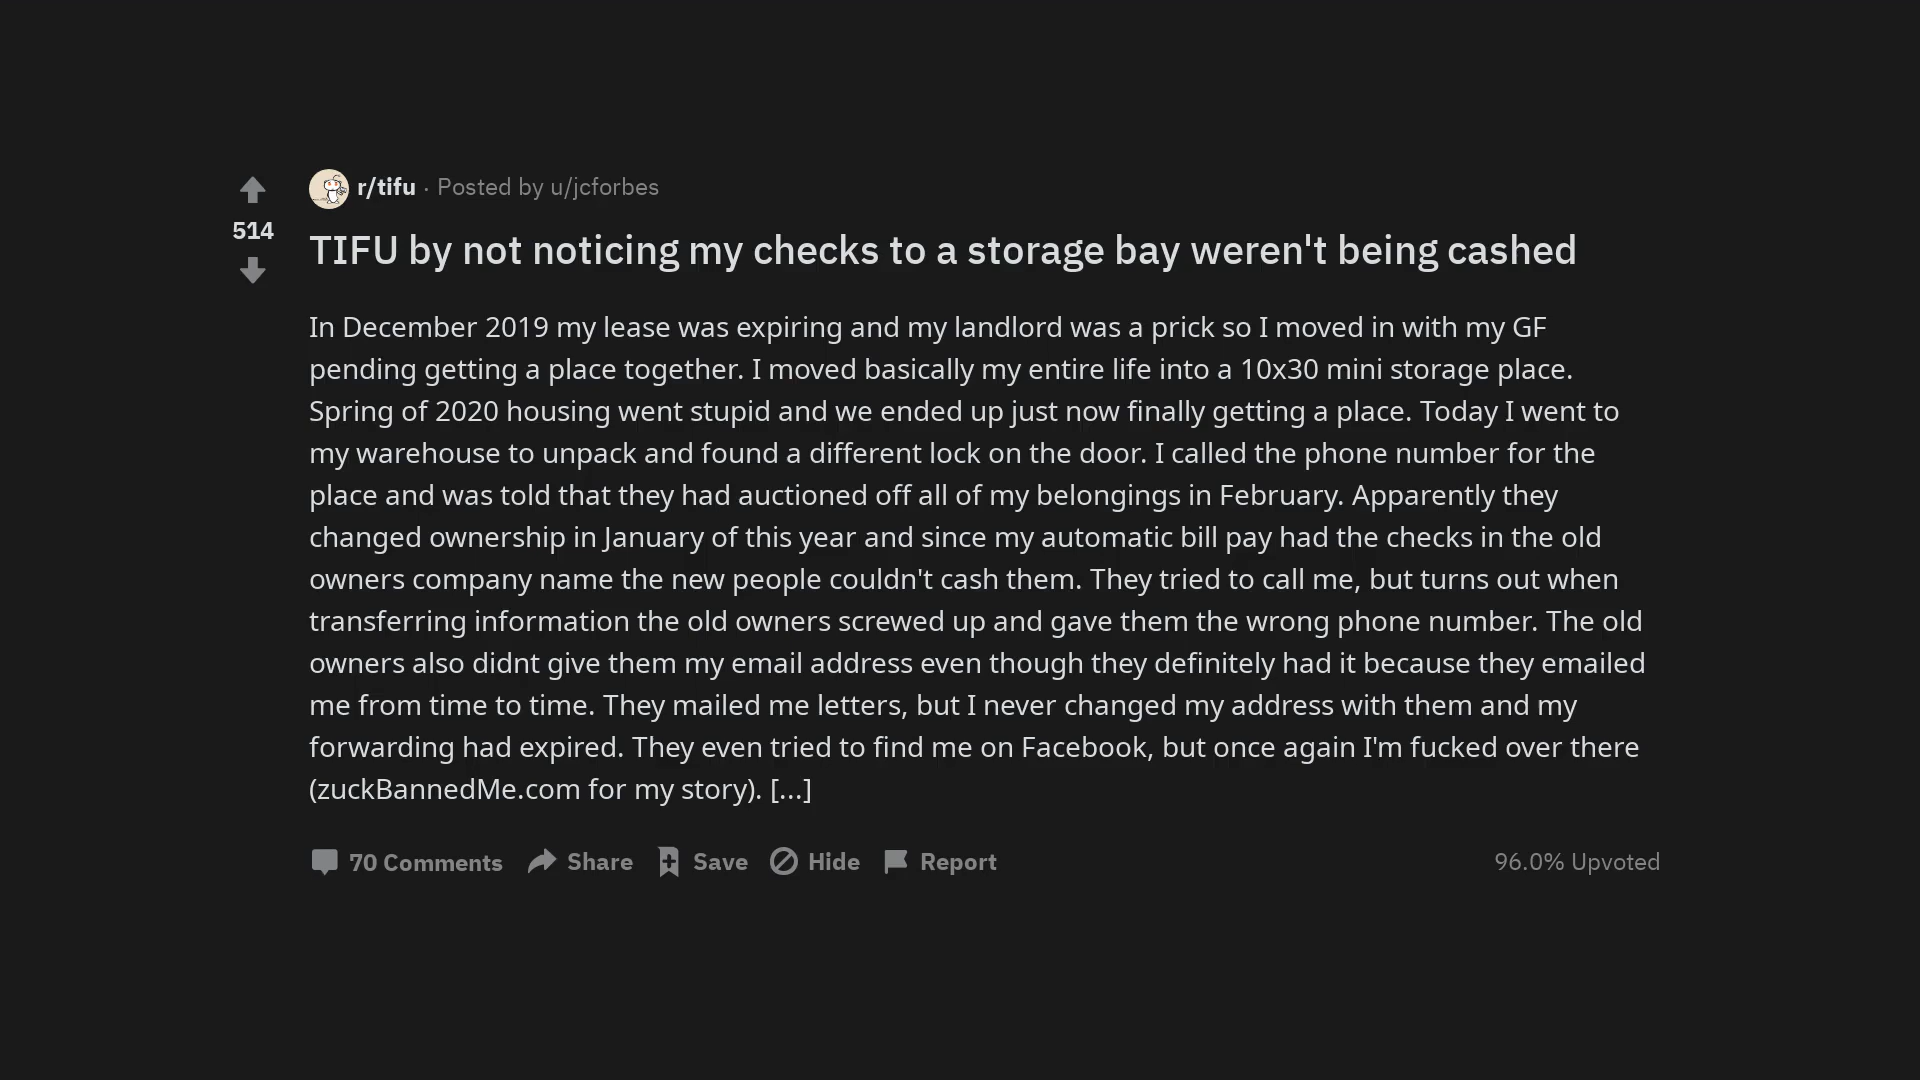 r/tifu · Posted by u/jcforbes
514
TIFU by not noticing my checks to a storage bay weren't being cashed
In December 2019 my lease was expiring and my landlord was a prick so I moved in with my GF
pending getting a place together. I moved basically my entire life into a 10x30 mini storage place.
Spring of 2020 housing went stupid and we ended up just now finally getting a place. Today I went to
my warehouse to unpack and found a different lock on the door. I called the phone number for the
place and was told that they had auctioned off all of my belongings in February. Apparently they
changed ownership in January of this year and since my automatic bill pay had the checks in the old
owners company name the new people couldn't cash them. They tried to call me, but turns out when
transferring information the old owners screwed up and gave them the wrong phone number. The old
owners also didnt give them my email address even though they definitely had it because they emailed
me from time to time. They mailed me letters, but I never changed my address with them and my
forwarding had expired. They even tried to find me on Facebook, but once again I'm fucked over there
(zuckBannedMe.com for my story). [...]
70 Comments Share Save Hide Report 96.0% Upvoted